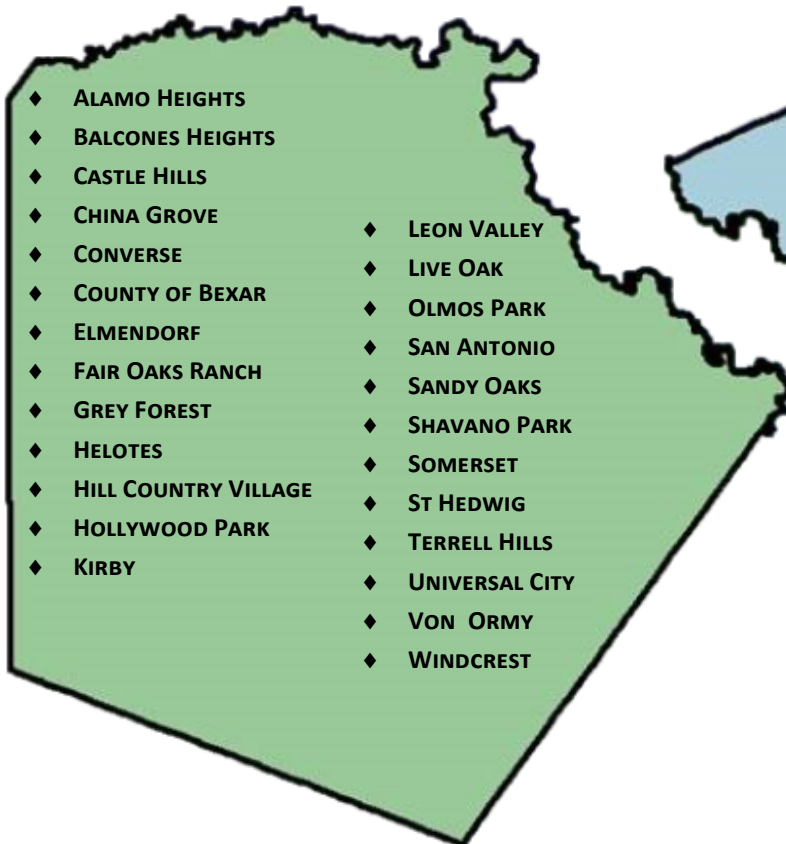 ♦ ALAMO HEIGHTS
♦ BALCONES HEIGHTS
♦ CASTLE HILLS
♦ CHINA GROVE
♦ CONVERSE
♦ COUNTY OF BEXAR
♦ ELMENDORF
♦ FAIR OAKS RANCH
♦ GREY FOREST
♦ HELOTES
♦ HILL COUNTRY VILLAGE
♦ HOLLYWOOD PARK
♦ KIRBY
♦ LEON VALLEY
♦ LIVE OAK
♦ OLMOS PARK
♦ SAN ANTONIO
♦ SANDY OAKS
♦ SHAVANO PARK
♦ SOMERSET
♦ ST HEDWIG
♦ TERRELL HILLS
♦ UNIVERSAL CITY
♦ VON ORMY
♦ WINDCREST